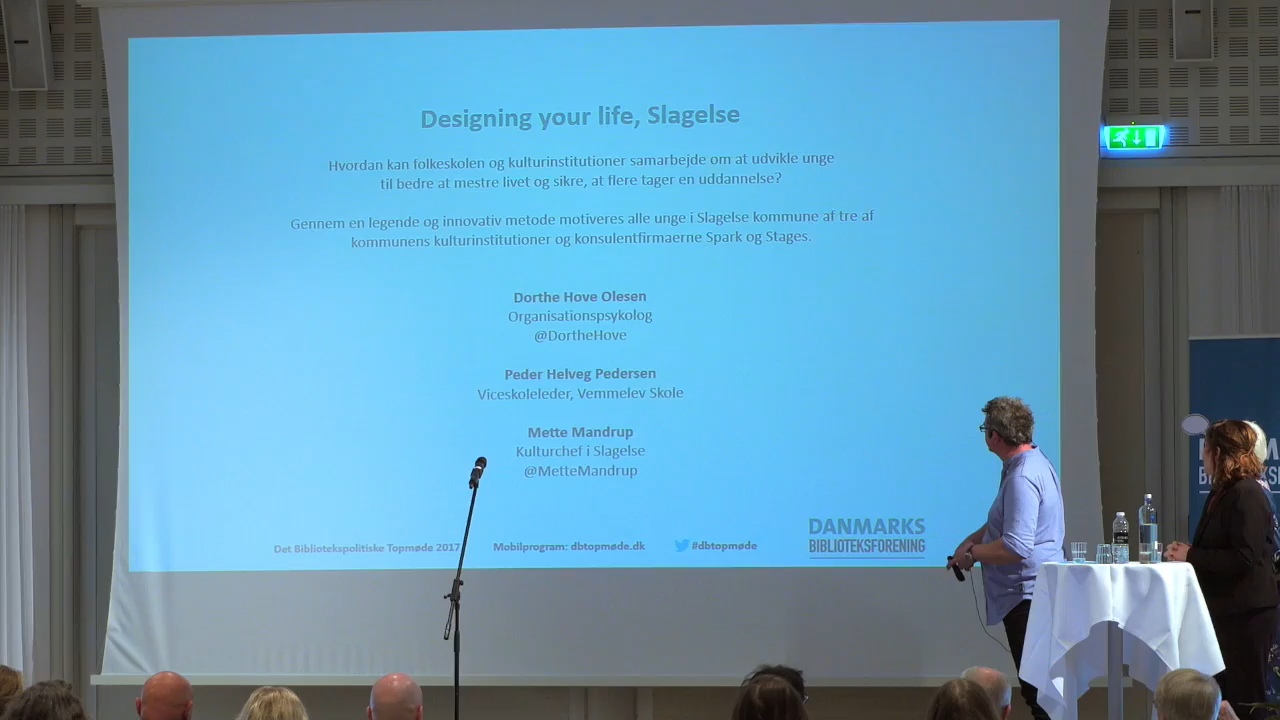 Designing your life, Slagelse
Hvordan kan folkeskolen og kulturinstitutioner samarbejde om at udvikle unge
til bedre at mestre livet og sikre, at flere tager en uddannelse?
Gennem en legende og innovativ metode motiveres alle unge i Slagelse kommune af tre af
kommunens kulturinstitutioner og konsulentfirmaerne Spark og Stages.
Dorthe Hove Olesen
Organisationspsykolog
@DortheHove
Peder Helveg Pedersen
Viceskoleleder, Vemmelev Skole
Mette Mandrup
Kulturchef i Slagelse
@MetteMandrup
Det Bibliotekspolitiske Topmøde 2017 Mobilprogram: dbtopmøde.dk #dbtopmøde
DANMARKS
BIBLIOTEKSFORENING